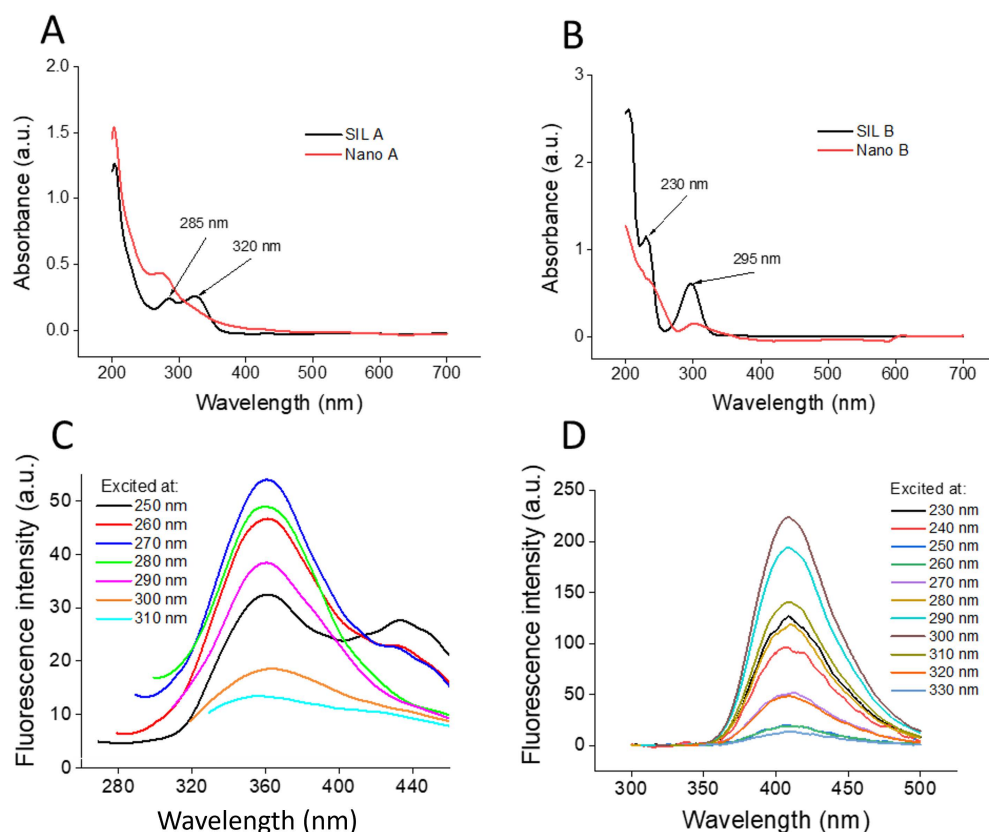 A
2.0
1.5
1.0
0.5
0.0
Absorbance (a.u.)
SIL A
Nano A
285 nm
320 nm
200 300 400 500 600 700
Wavelength (nm)
B
3
2
1
0
Absorbance (a.u.)
SIL B
Nano B
230 nm
295 nm
200 300 400 500 600 700
Wavelength (nm)
C
50
40
30
20
10
0
Fluorescence intensity (a.u.)
Excited at:
250 nm
260 nm
270 nm
280 nm
290 nm
300 nm
310 nm
280 320 360 400 440
Wavelength (nm)
D
250
200
150
100
50
0
Fluorescence intensity (a.u.)
Excited at:
230 nm
240 nm
250 nm
260 nm
270 nm
280 nm
290 nm
300 nm
310 nm
320 nm
330 nm
300 350 400 450 500
Wavelength (nm)